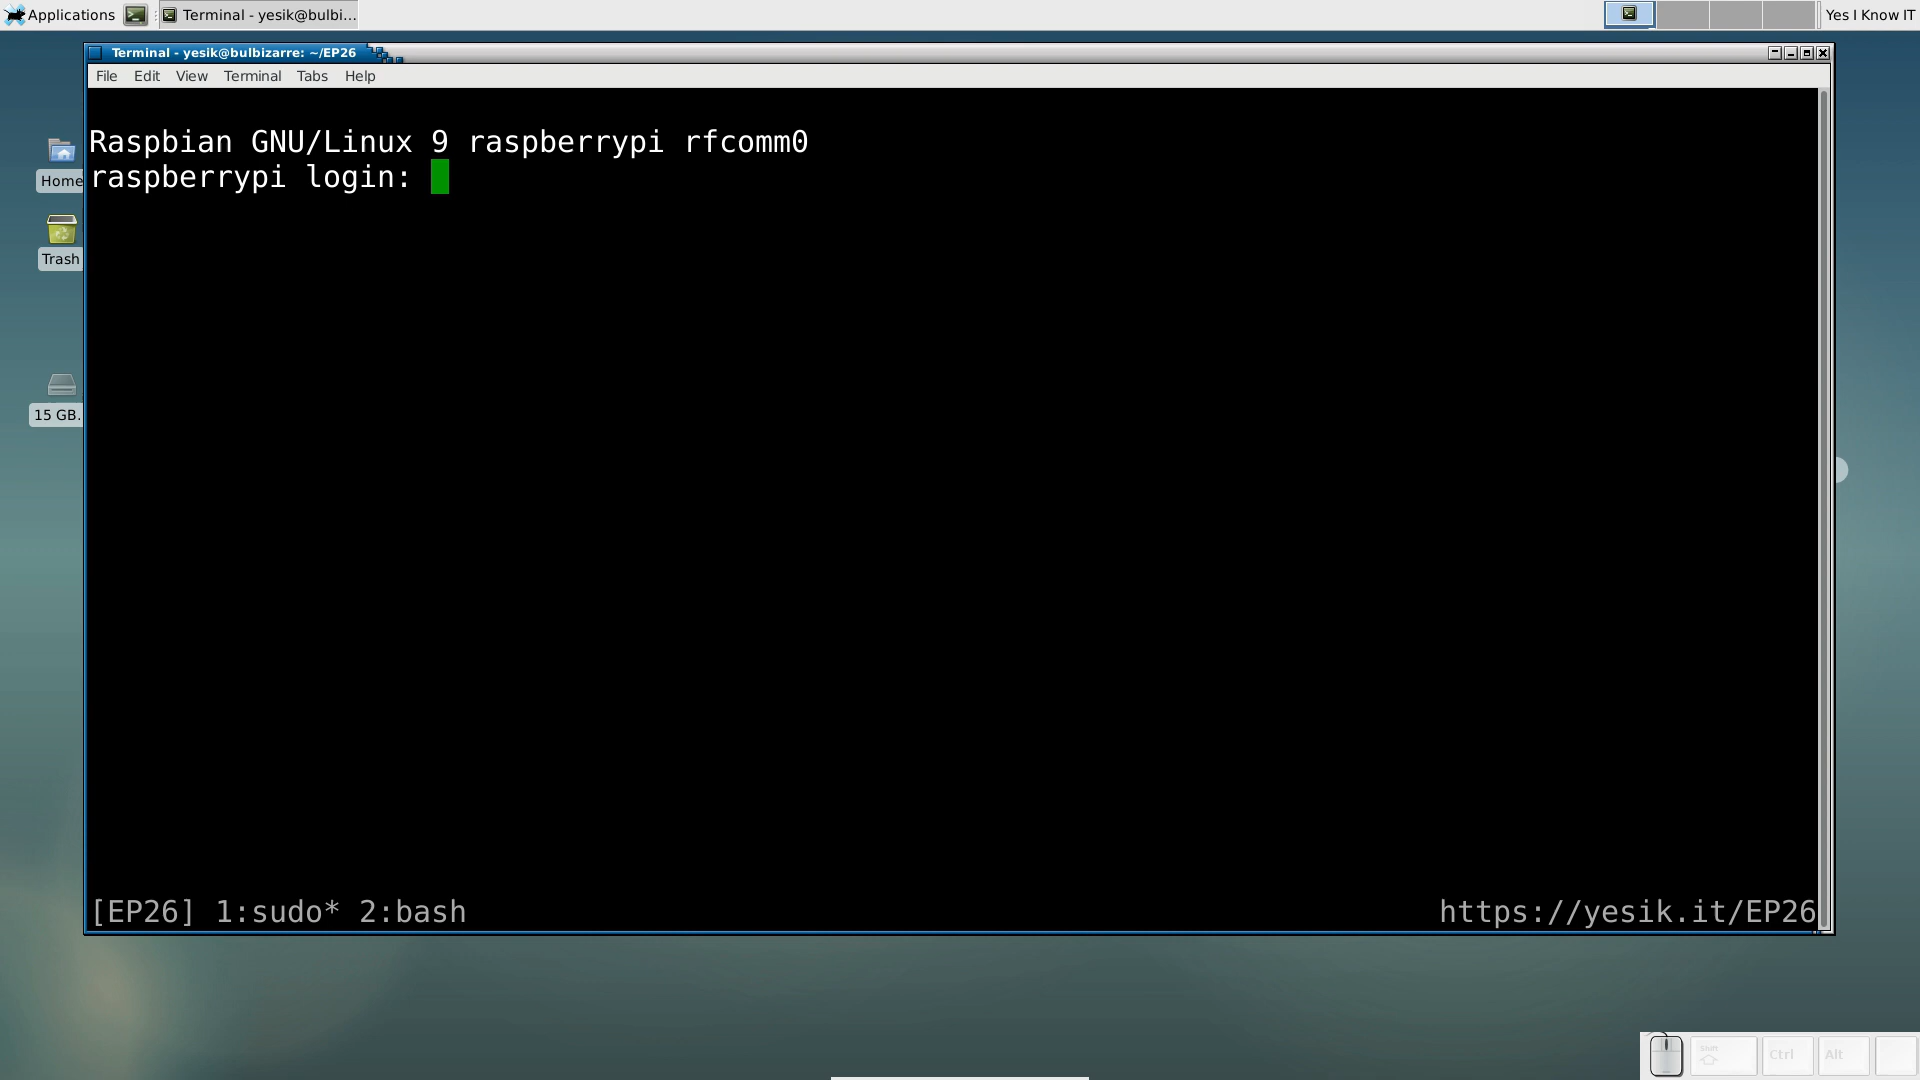 Applications
Terminal - yesik@bulbi...
Yes I Know IT
Terminal - yesik@bulbizarre: ~/EP26
File Edit View Terminal Tabs Help
Raspbian GNU/Linux 9 raspberrypi rfcomm0
raspberrypi login:
Home
Trash
15 GB.
[EP26] 1:sudo* 2:bash
https://yesik.it/EP26
Shift
Ctrl
Alt